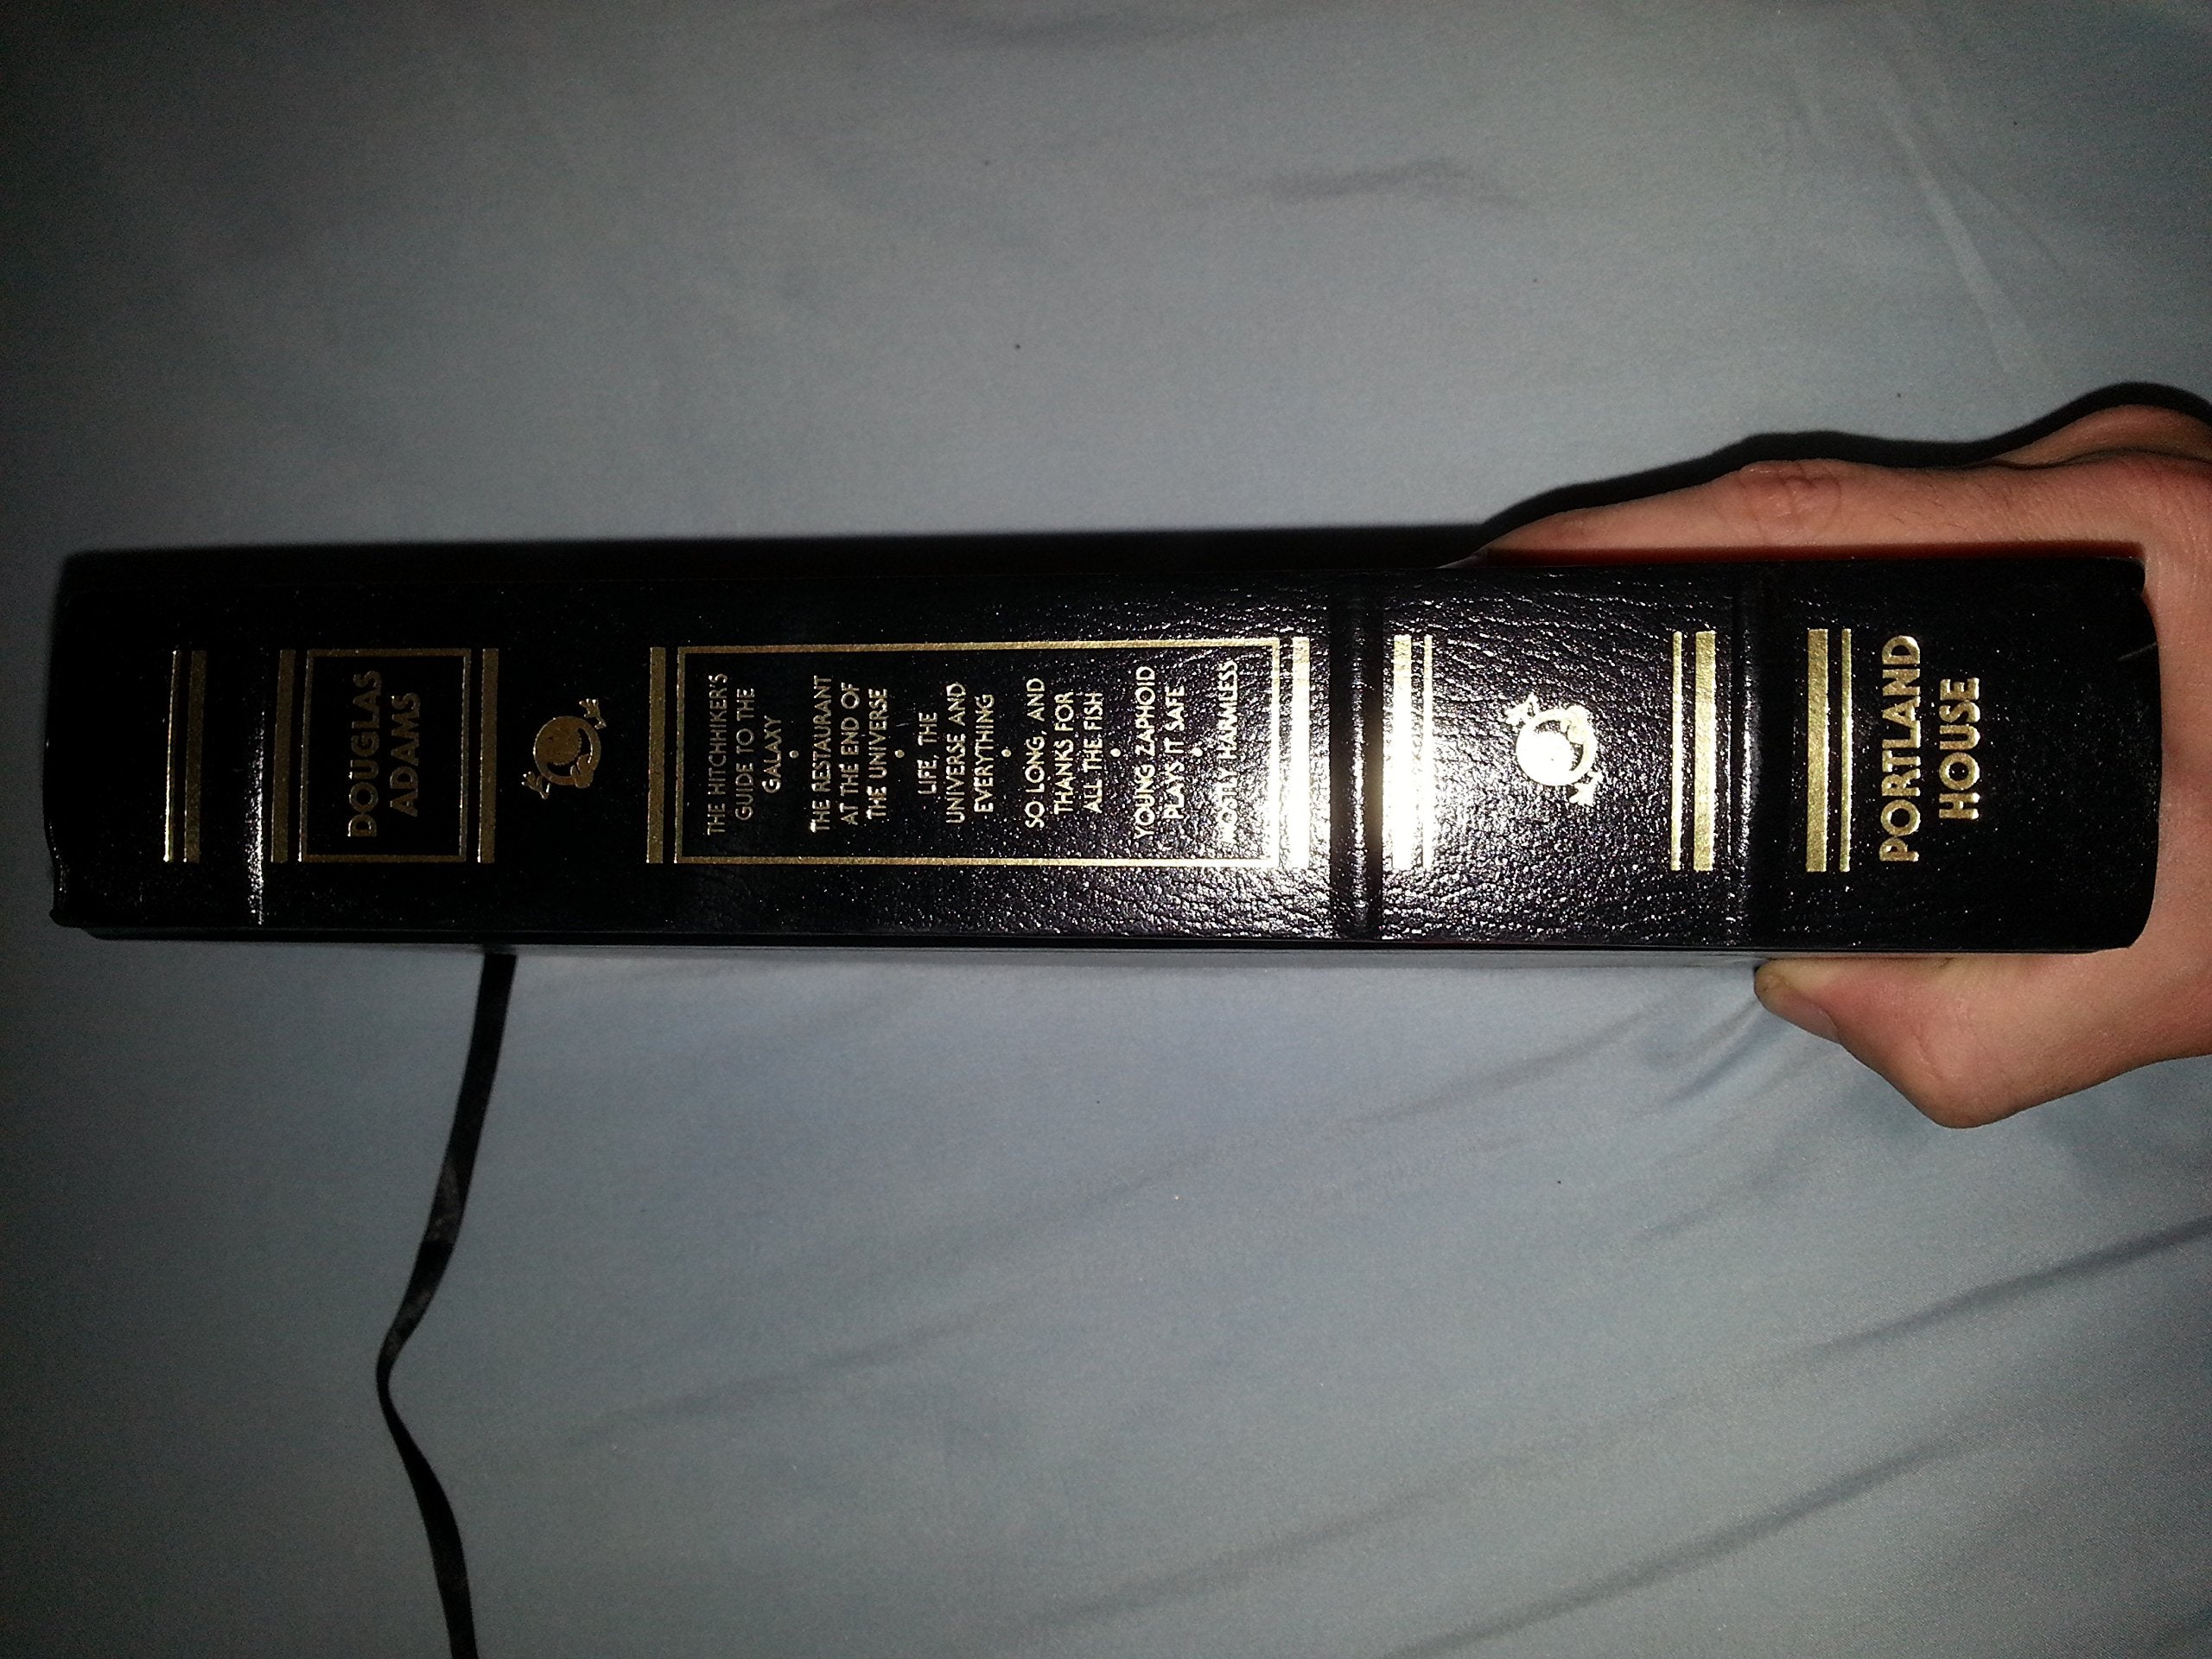 DOUGLAS
ADAMS
THE HITCHHIKER'S
GUIDE TO THE
GALAXY
•
THE RESTAURANT
AT THE END OF
THE UNIVERSE
•
LIFE, THE
UNIVERSE AND
EVERYTHING
•
SO LONG, AND
THANKS FOR
ALL THE FISH
•
YOUNG ZAPHOID
PLAYS IT SAFE
•
MOSTLY HARMLESS
PORTLAND
HOUSE